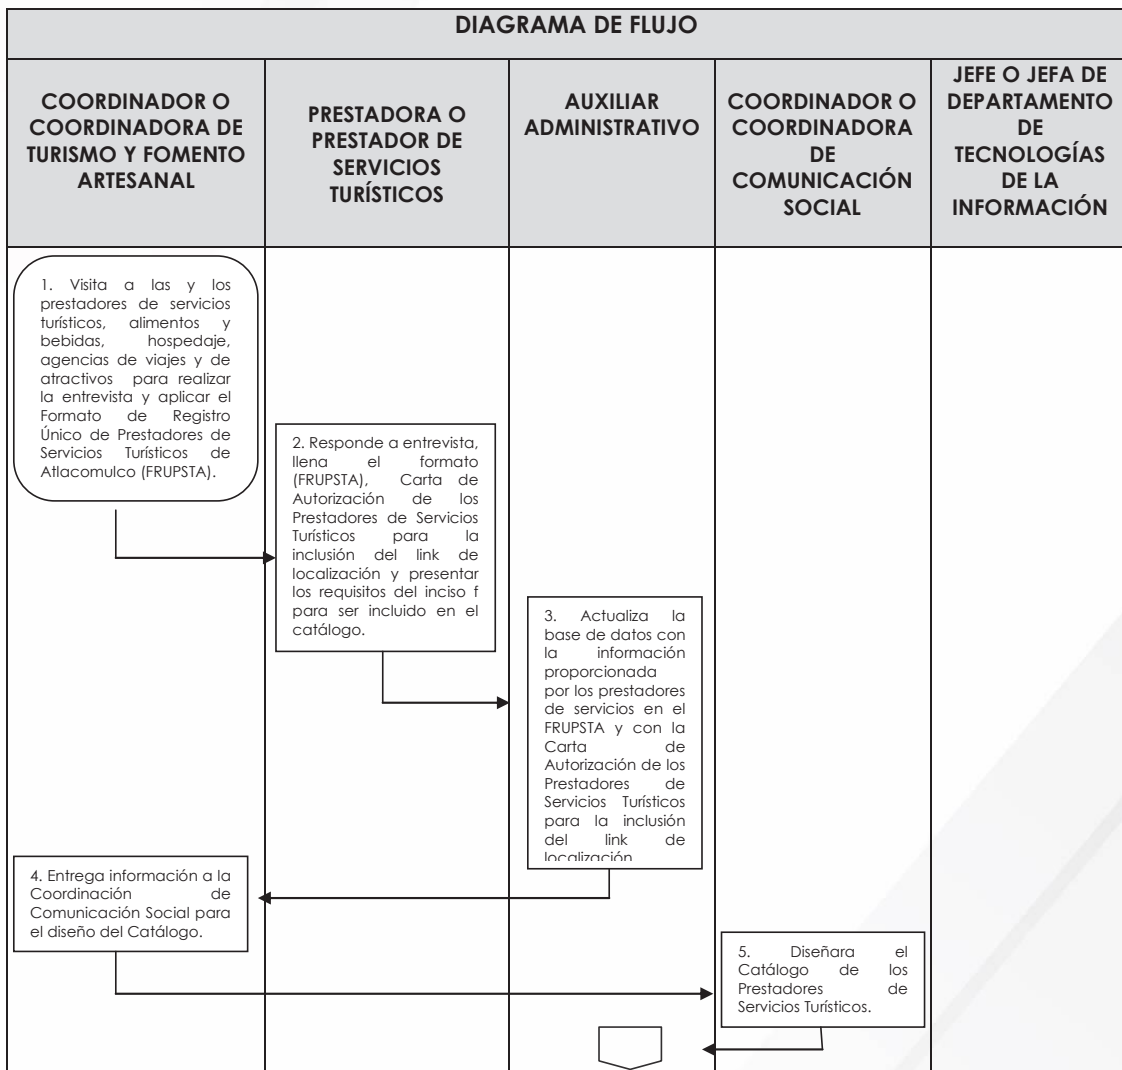 DIAGRAMA DE FLUJO
COORDINADOR O
COORDINADORA DE
TURISMO Y FOMENTO
ARTESANAL
PRESTADORA O
PRESTADOR DE
SERVICIOS
TURÍSTICOS
AUXILIAR
ADMINISTRATIVO
COORDINADOR O
COORDINADORA
DE
COMUNICACIÓN
SOCIAL
JEFE O JEFA DE
DEPARTAMENTO
DE
TECNOLOGÍAS
DE LA
INFORMACIÓN
1. Visita a las y los
prestadores de servicios
turísticos, alimentos y
bebidas, hospedaje,
agencias de viajes y de
atractivos para realizar
la entrevista y aplicar el
Formato de Registro
Único de Prestadores de
Servicios Turísticos de
Atlacomulco (FRUPSTA).
2. Responde a entrevista,
llena el formato
(FRUPSTA), Carta de
Autorización de los
Prestadores de Servicios
Turísticos para la
inclusión del link de
localización y presentar
los requisitos del inciso f
para ser incluido en el
catálogo.
3. Actualiza la
base de datos con
la información
proporcionada
por los prestadores
de servicios en el
FRUPSTA y con la
Carta de
Autorización de los
Prestadores de
Servicios Turísticos
para la inclusión
del link de
localización
4. Entrega información a la
Coordinación de
Comunicación Social para
el diseño del Catálogo.
5. Diseñara el
Catálogo de los
Prestadores de
Servicios Turísticos.